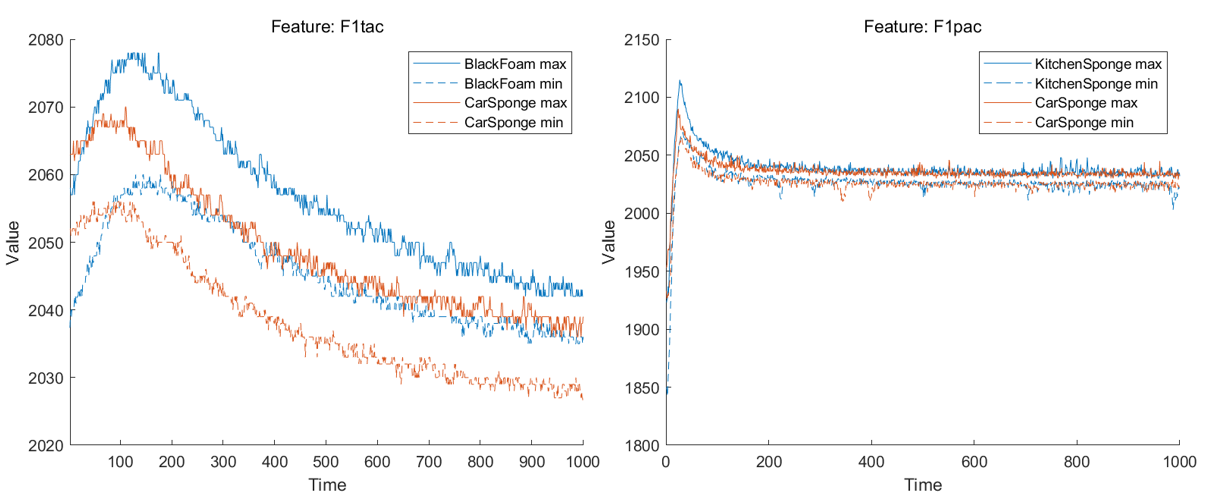 Feature: F1tac
2080
2070
2060
2050
2040
2030
2020
Value
100 200 300 400 500 600 700 800 900 1000
Time
BlackFoam max
BlackFoam min
CarSponge max
CarSponge min
Feature: F1pac
2150
2100
2050
2000
1950
1900
1850
1800
Value
0 200 400 600 800 1000
Time
KitchenSponge max
KitchenSponge min
CarSponge max
CarSponge min